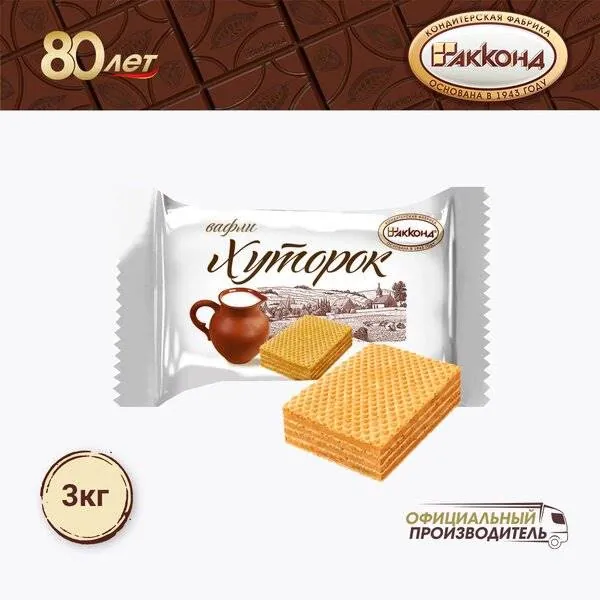 80 лет
КОНДИТЕРСКАЯ ФАБРИКА
АККОНД
ОСНОВАНА В 1943 ГОДУ
вафли
Хуторок
АККОНД
3кг
ОФИЦИАЛЬНЫЙ
ПРОИЗВОДИТЕЛЬ